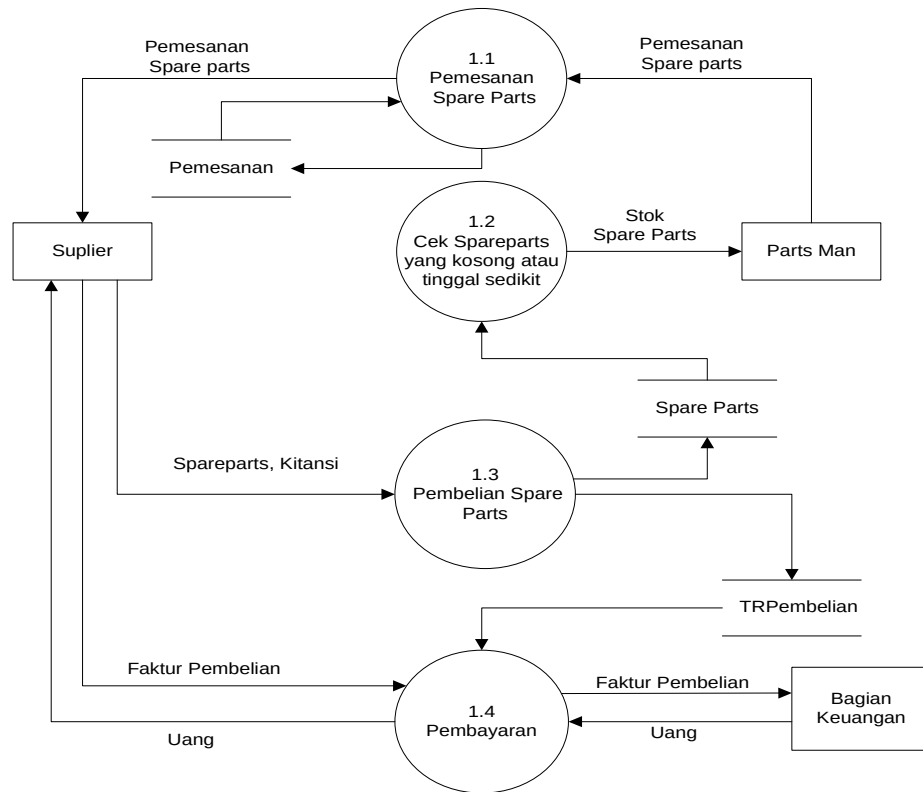 Pemesanan
Spare parts
1.1
Pemesanan
Spare Parts
Pemesanan
Spare parts
Pemesanan
1.2
Cek Spareparts
yang kosong atau
tinggal sedikit
Stok
Spare Parts
Suplier
Parts Man
Spare Parts
Spareparts, Kitansi
1.3
Pembelian Spare
Parts
TRPembelian
Faktur Pembelian
1.4
Pembayaran
Faktur Pembelian
Bagian
Keuangan
Uang
Uang